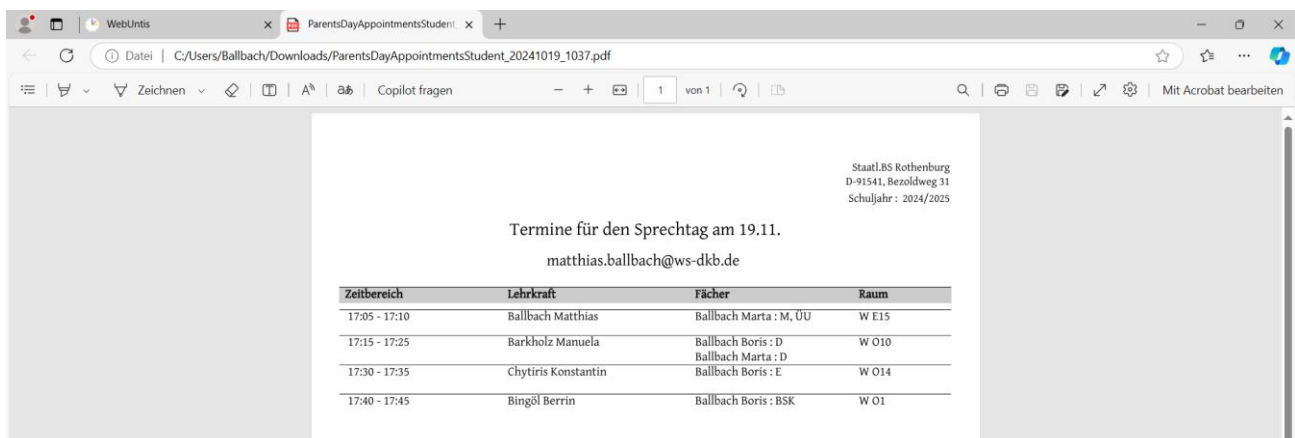 WebUntis
ParentsDayAppointmentsStudent
Datei | C:/Users/Ballbach/Downloads/ParentsDayAppointmentsStudent_20241019_1037.pdf
Zeichnen aあ Copilot fragen 1 von 1 Mit Acrobat bearbeiten
Staatl.BS Rothenburg
D-91541, Bezoldweg 31
Schuljahr : 2024/2025
Termine für den Sprechtag am 19.11.
matthias.ballbach@ws-dkb.de
Zeitbereich Lehrkraft Fächer Raum
17:05 - 17:10 Ballbach Matthias Ballbach Marta : M, ÜU W E15
17:15 - 17:25 Barkholz Manuela Ballbach Boris : D W O10
Ballbach Marta : D
17:30 - 17:35 Chytiris Konstantin Ballbach Boris : E W O14
17:40 - 17:45 Bingöl Berrin Ballbach Boris : BSK W O1